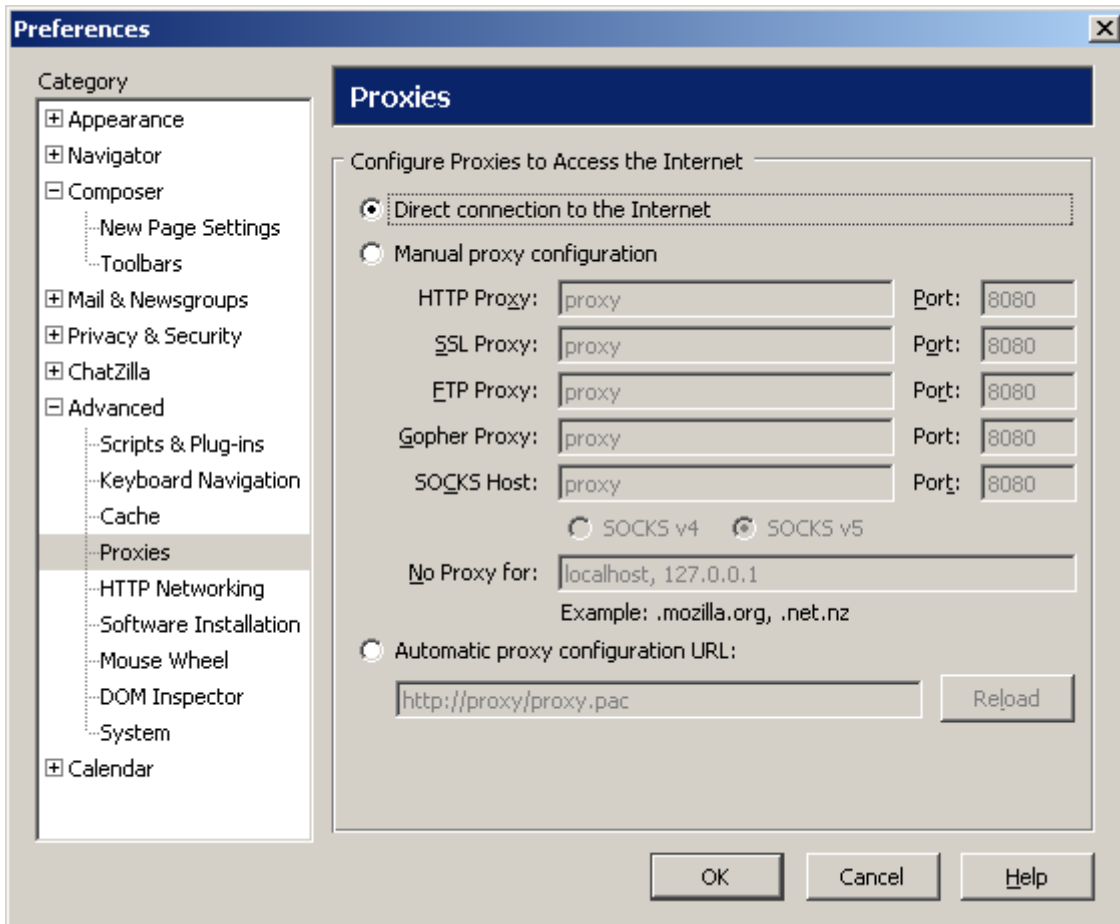 Preferences
Category
Appearance
Navigator
Composer
New Page Settings
Toolbars
Mail & Newsgroups
Privacy & Security
ChatZilla
Advanced
Scripts & Plug-ins
Keyboard Navigation
Cache
Proxies
HTTP Networking
Software Installation
Mouse Wheel
DOM Inspector
System
Calendar
Proxies
Configure Proxies to Access the Internet
Direct connection to the Internet
Manual proxy configuration
HTTP Proxy: proxy Port: 8080
SSL Proxy: proxy Port: 8080
FTP Proxy: proxy Port: 8080
Gopher Proxy: proxy Port: 8080
SOCKS Host: proxy Port: 8080
SOCKS v4 SOCKS v5
No Proxy for: localhost, 127.0.0.1
Example: .mozilla.org, .net.nz
Automatic proxy configuration URL:
http://proxy/proxy.pac Reload
OK Cancel Help